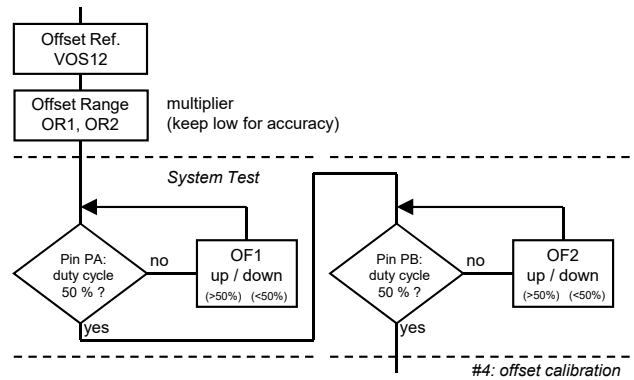 Offset Ref.
VOS12
Offset Range
OR1, OR2
multiplier
(keep low for accuracy)
System Test
Pin PA:
duty cycle
50 % ?
no
yes
OF1
up / down
(>50%) (<50%)
Pin PB:
duty cycle
50 % ?
no
yes
OF2
up / down
(>50%) (<50%)
#4: offset calibration